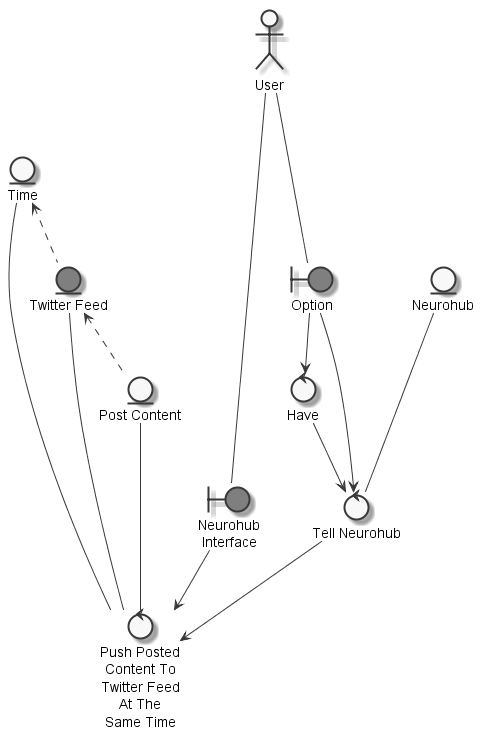 User
Time
Twitter Feed
Option
Neurohub
Post Content
Have
Neurohub
Interface
Tell Neurohub
Push Posted
Content To
Twitter Feed
At The
Same Time